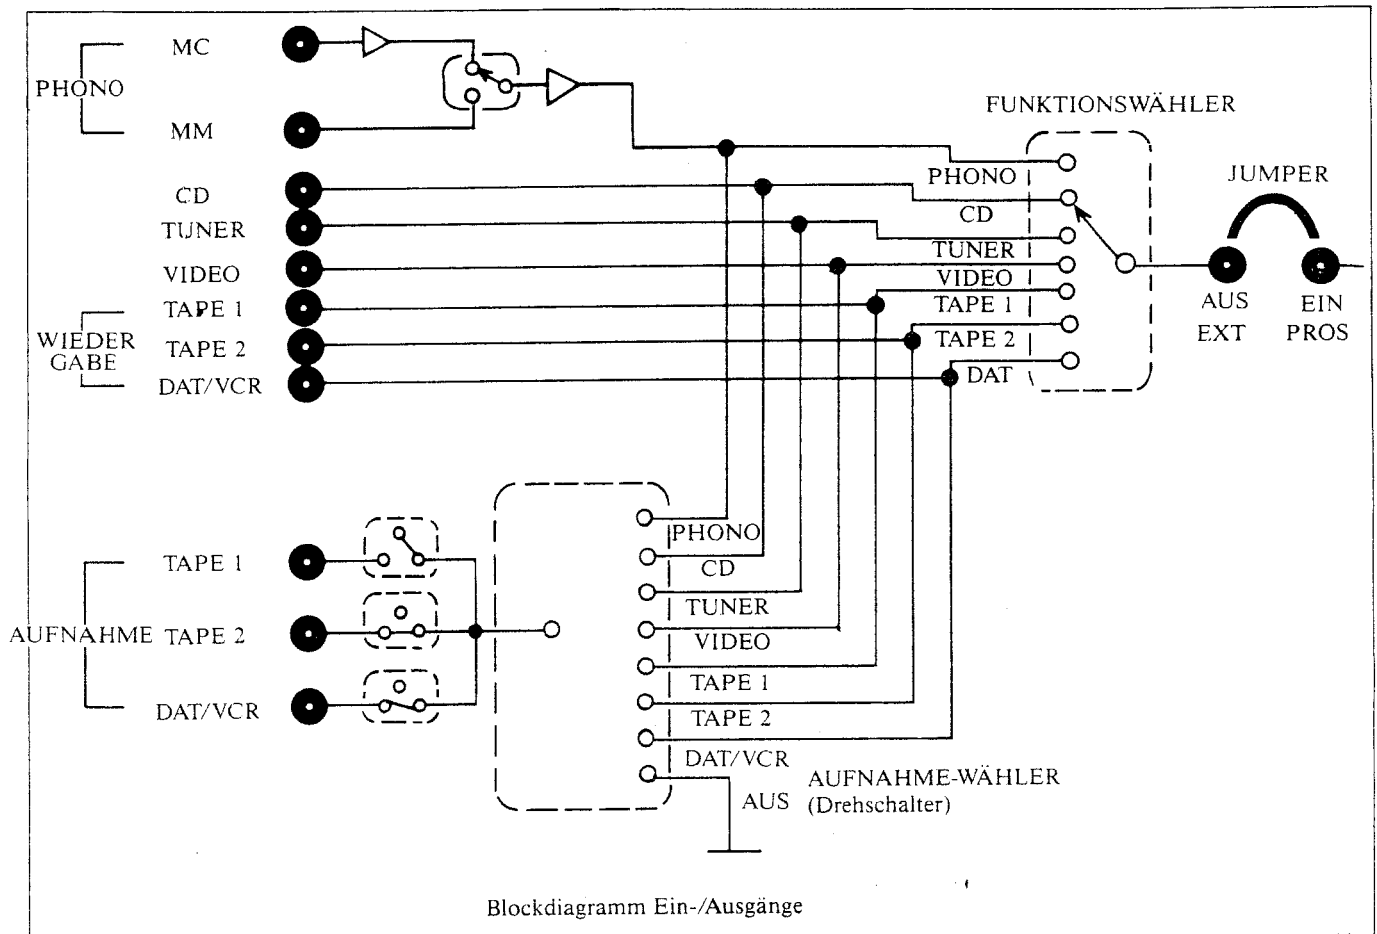 MC
PHONO
MM
CD
TUNER
VIDEO
TAPE 1
WIEDER
GABE
TAPE 2
DAT/VCR
FUNKTIONSWÄHLER
PHONO
CD
TUNER
VIDEO
TAPE 1
TAPE 2
DAT
JUMPER
AUS
EXT
EIN
PROS
TAPE 1
AUFNAHME
TAPE 2
DAT/VCR
PHONO
CD
TUNER
VIDEO
TAPE 1
TAPE 2
DAT/VCR
AUS
AUFNAHME-WÄHLER
(Drehschalter)
Blockdiagramm Ein-/Ausgänge